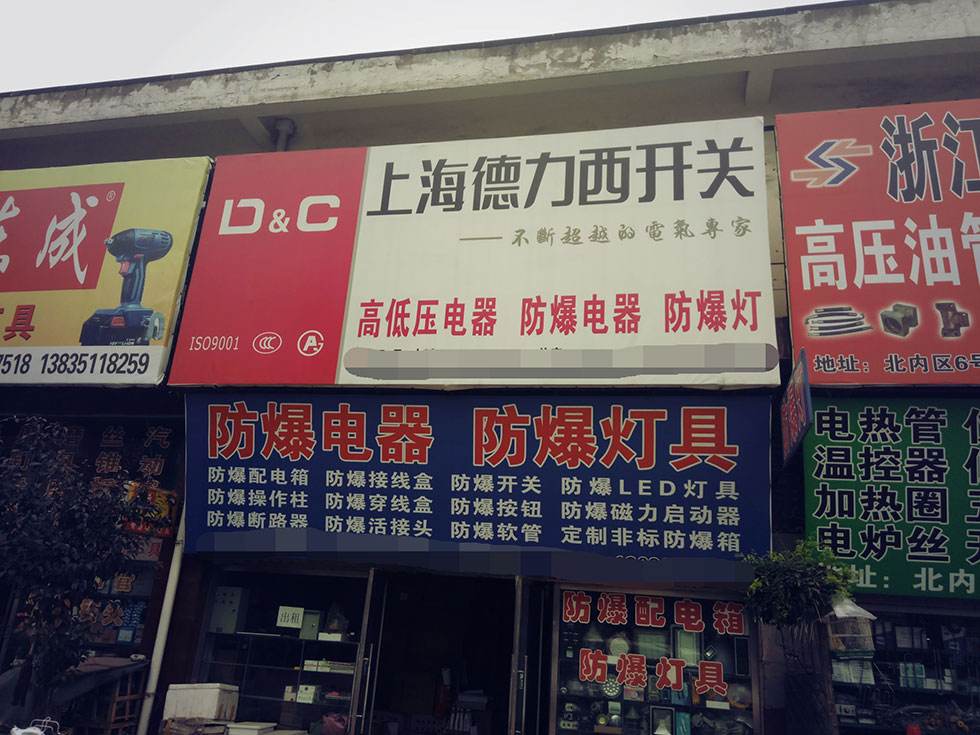 成®
具
7518 13835118259
D&C
上海德力西开关
——不斷超越的電氣專家
高低压电器 防爆电器 防爆灯
ISO9001
浙江
高压油管
地址：北内区6号
防爆电器 防爆灯具
防爆配电箱 防爆接线盒 防爆开关 防爆LED灯具
防爆操作柱 防爆穿线盒 防爆按钮 防爆磁力启动器
防爆断路器 防爆活接头 防爆软管 定制非标防爆箱
电热管
温控器
加热圈
电炉丝
址：北内
出租
防爆配电箱
防爆灯具